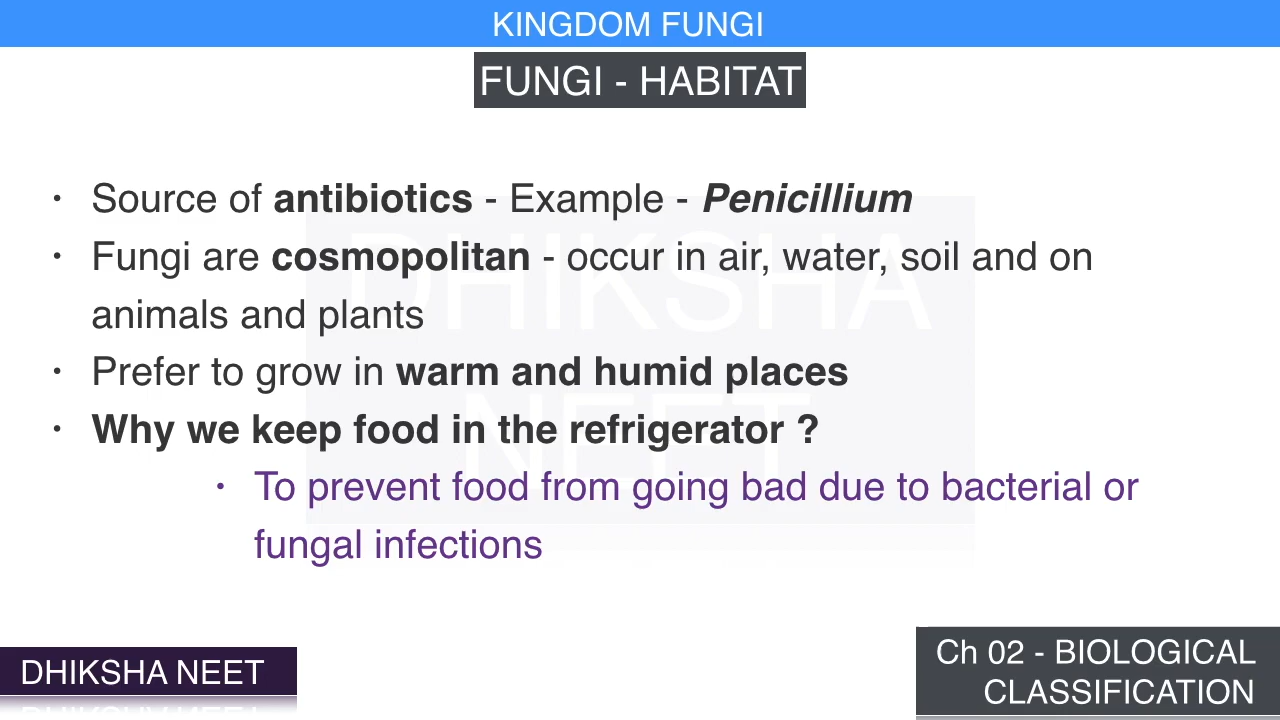 KINGDOM FUNGI
FUNGI - HABITAT
• Source of antibiotics - Example - Penicillium
• Fungi are cosmopolitan - occur in air, water, soil and on
animals and plants
• Prefer to grow in warm and humid places
• Why we keep food in the refrigerator ?
• To prevent food from going bad due to bacterial or
fungal infections
DHIKSHA
NEET
DHIKSHA NEET
Ch 02 - BIOLOGICAL
CLASSIFICATION